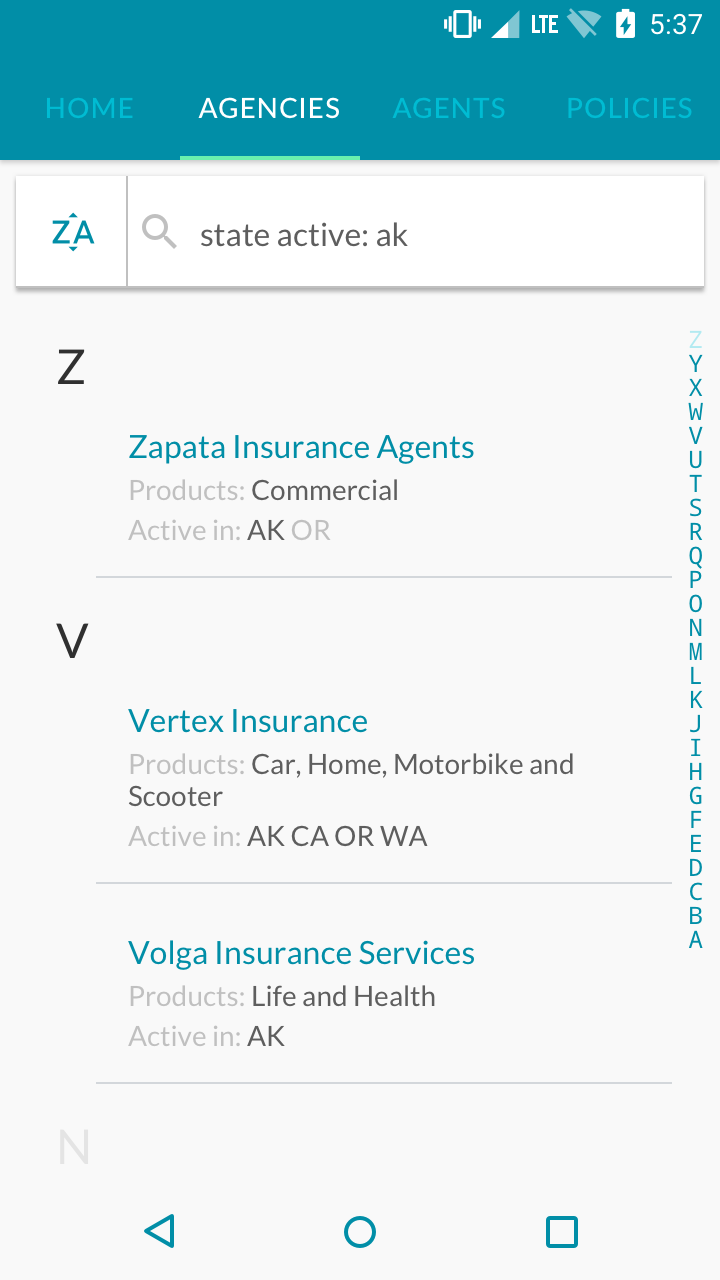 LTE 5:37
HOME AGENCIES AGENTS POLICIES
ZA state active: ak
Z
Zapata Insurance Agents
Products: Commercial
Active in: AK OR
V
Vertex Insurance
Products: Car, Home, Motorbike and
Scooter
Active in: AK CA OR WA
Volga Insurance Services
Products: Life and Health
Active in: AK
N
Z
Y
X
W
V
U
T
S
R
Q
P
O
N
M
L
K
J
I
H
G
F
E
D
C
B
A